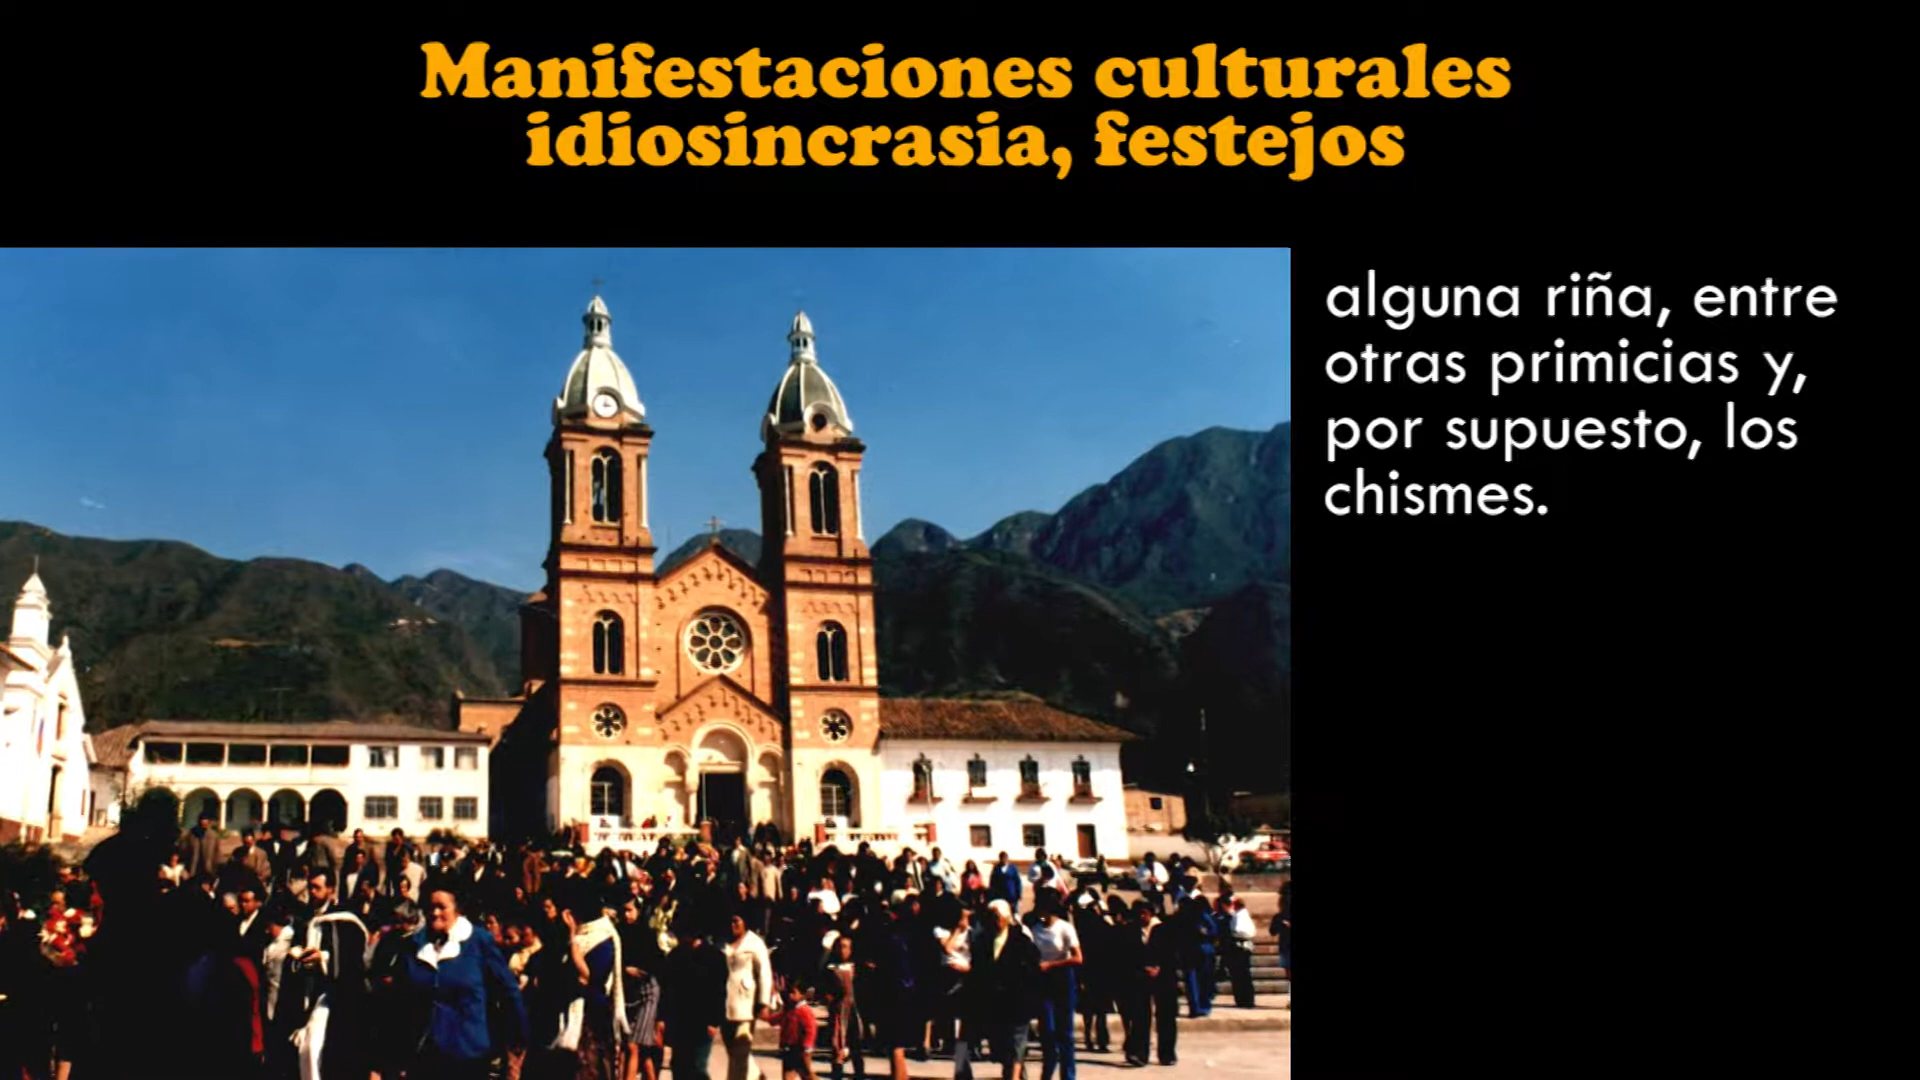 Manifestaciones culturales
idiosincrasia, festejos
alguna riña, entre
otras primicias y,
por supuesto, los
chismes.